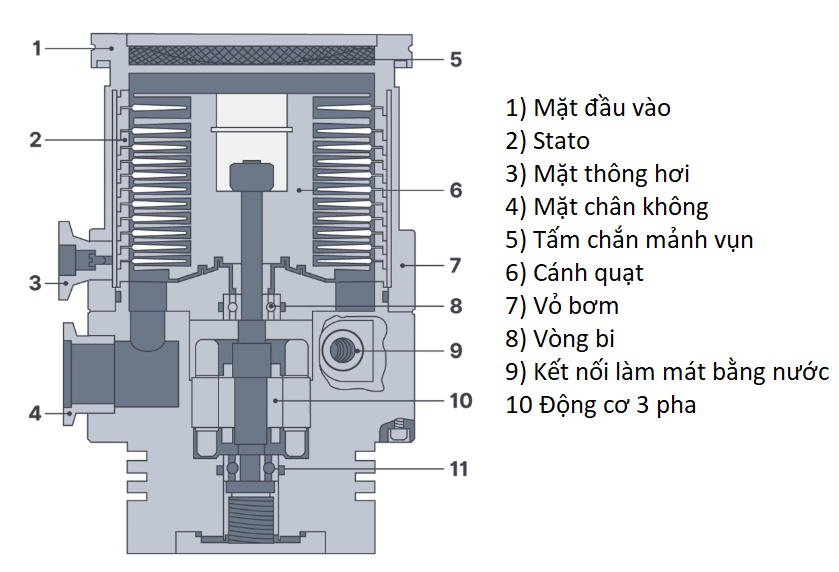 1
2
3
4
5
6
7
8
9
10
11
1) Mặt đầu vào
2) Stato
3) Mặt thông hơi
4) Mặt chân không
5) Tấm chắn mảnh vụn
6) Cánh quạt
7) Vỏ bơm
8) Vòng bi
9) Kết nối làm mát bằng nước
10 Động cơ 3 pha